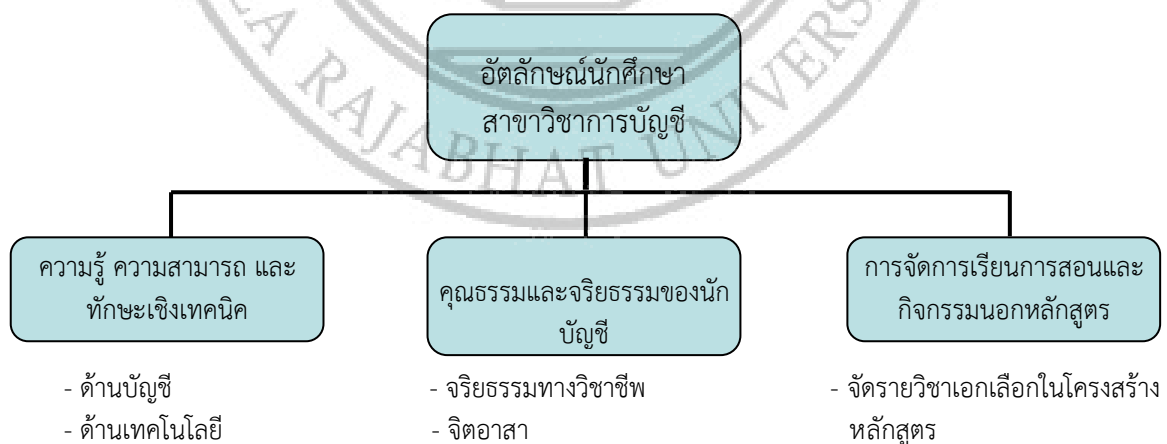 LA RAJABHAT UNIVERS
อัตลักษณ์นักศึกษา
สาขาวิชาการบัญชี
ความรู้ ความสามารถ และ
ทักษะเชิงเทคนิค
คุณธรรมและจริยธรรมของนัก
บัญชี
การจัดการเรียนการสอนและ
กิจกรรมนอกหลักสูตร
- ด้านบัญชี
- ด้านเทคโนโลยี
- จริยธรรมทางวิชาชีพ
- จิตอาสา
- จัดรายวิชาเอกเลือกในโครงสร้าง
หลักสูตร